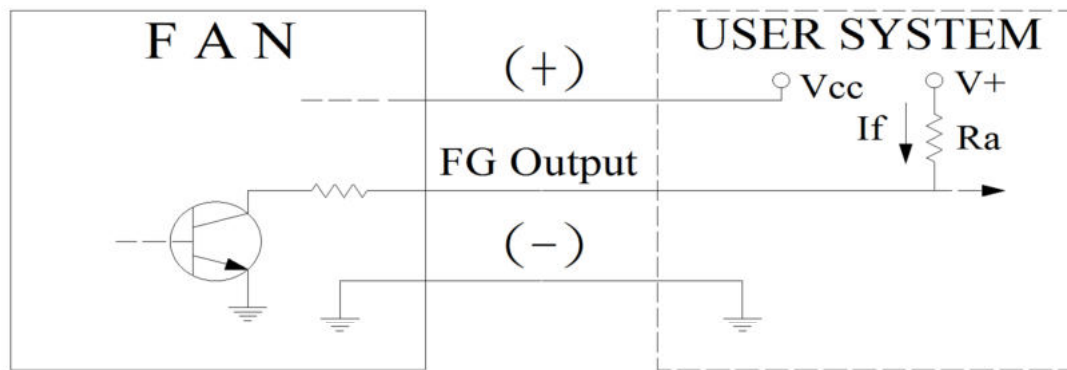 F A N
USER SYSTEM
(+)
Vcc
V+
If
Ra
FG Output
(-)